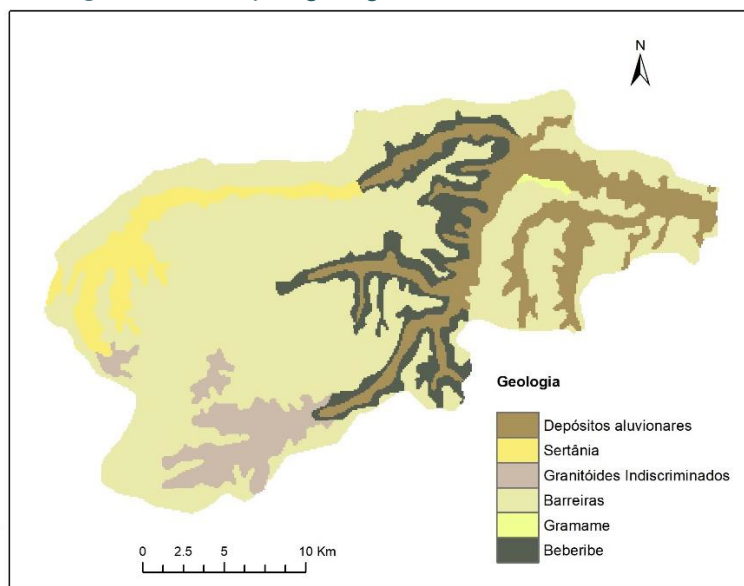 N
Geologia
Depósitos aluvionares
Sertânia
Granitóides Indiscriminados
Barreiras
Gramame
Beberibe
0 2.5 5 10 Km